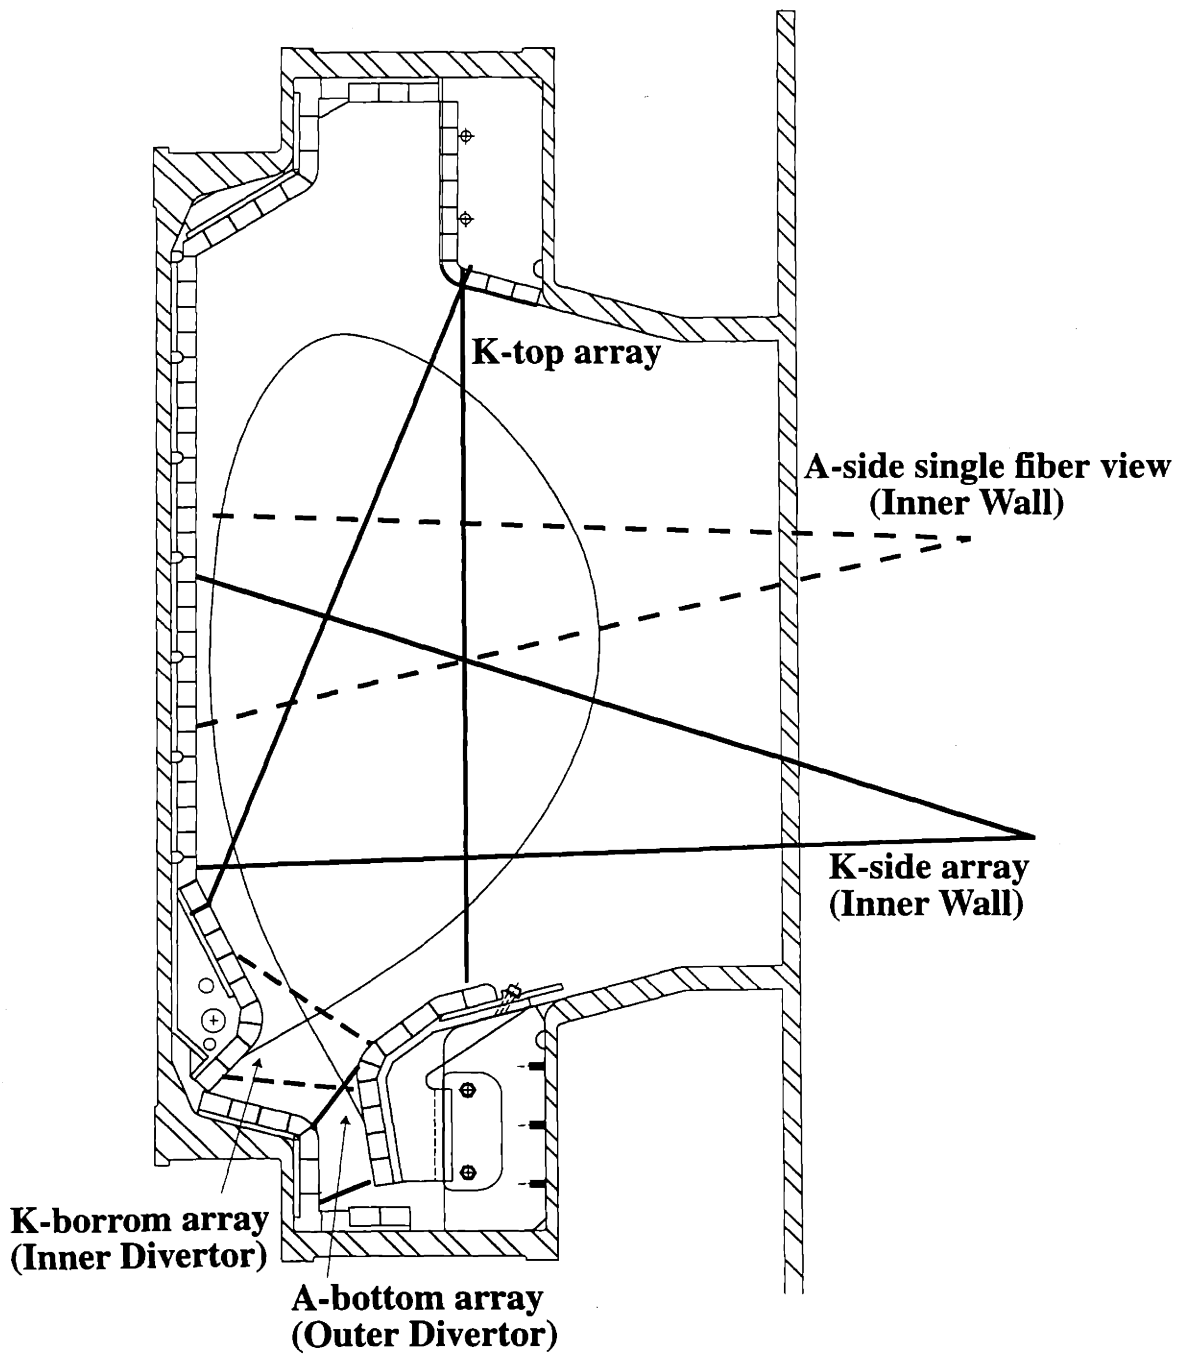 K-top array
A-side single fiber view
(Inner Wall)
K-side array
(Inner Wall)
K-borrom array
(Inner Divertor)
A-bottom array
(Outer Divertor)